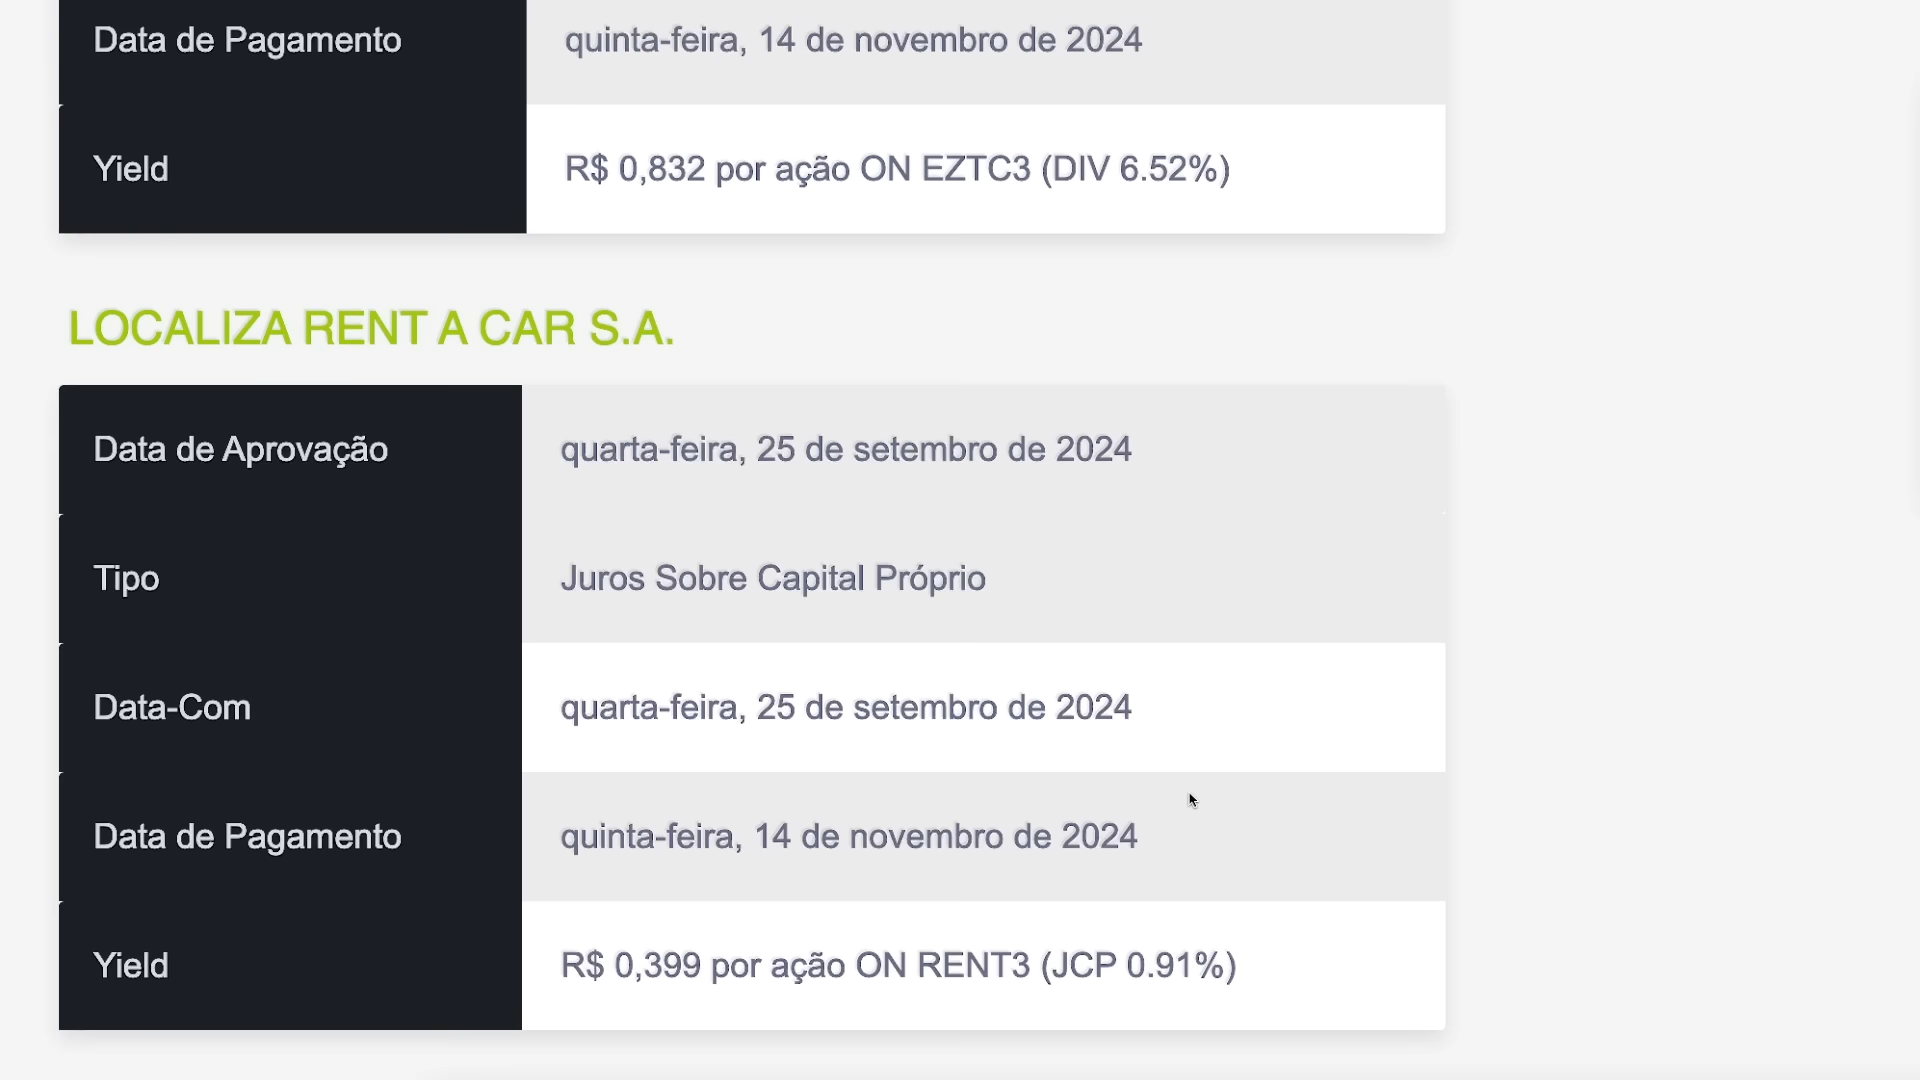 Data de Pagamento quinta-feira, 14 de novembro de 2024
Yield R$ 0,832 por ação ON EZTC3 (DIV 6.52%)
LOCALIZA RENT A CAR S.A.
Data de Aprovação quarta-feira, 25 de setembro de 2024
Tipo Juros Sobre Capital Próprio
Data-Com quarta-feira, 25 de setembro de 2024
Data de Pagamento quinta-feira, 14 de novembro de 2024
Yield R$ 0,399 por ação ON RENT3 (JCP 0.91%)